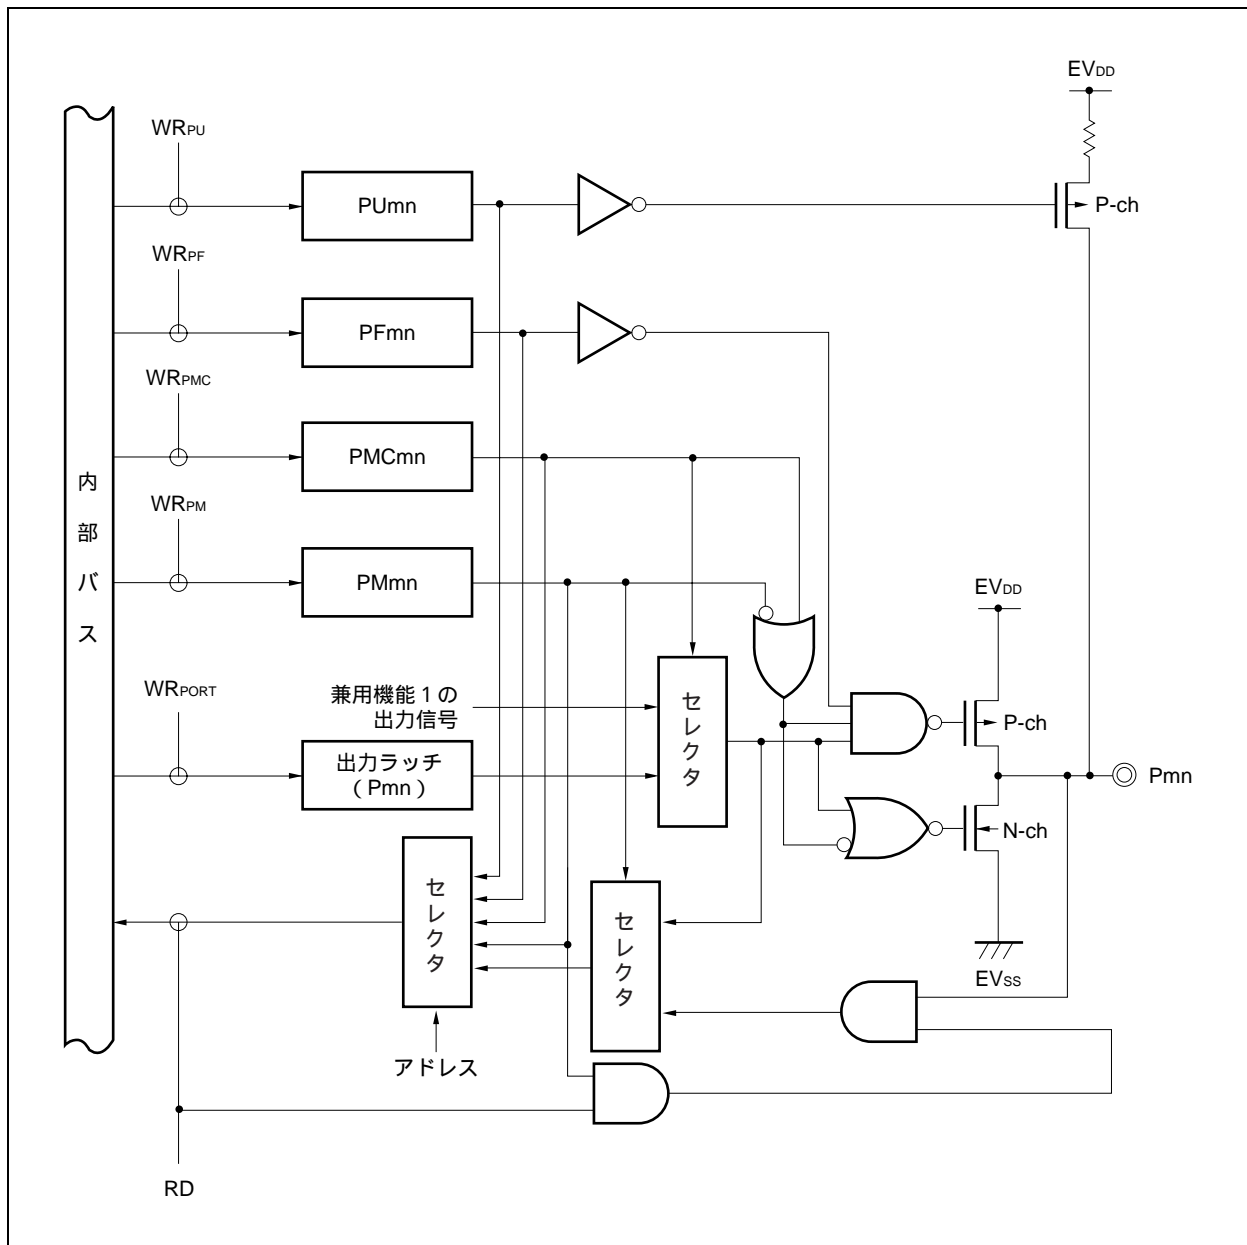 EVDD
WRPU
PUmn
P-ch
WRPF
PFmn
WRPMC
PMCmn
内部バス
WRPM
PMmn
EVDD
WRPORT
兼用機能1の
出力信号
セレクタ
P-ch
出力ラッチ
(Pmn)
Pmn
N-ch
セレクタ
セレクタ
EVSS
アドレス
RD